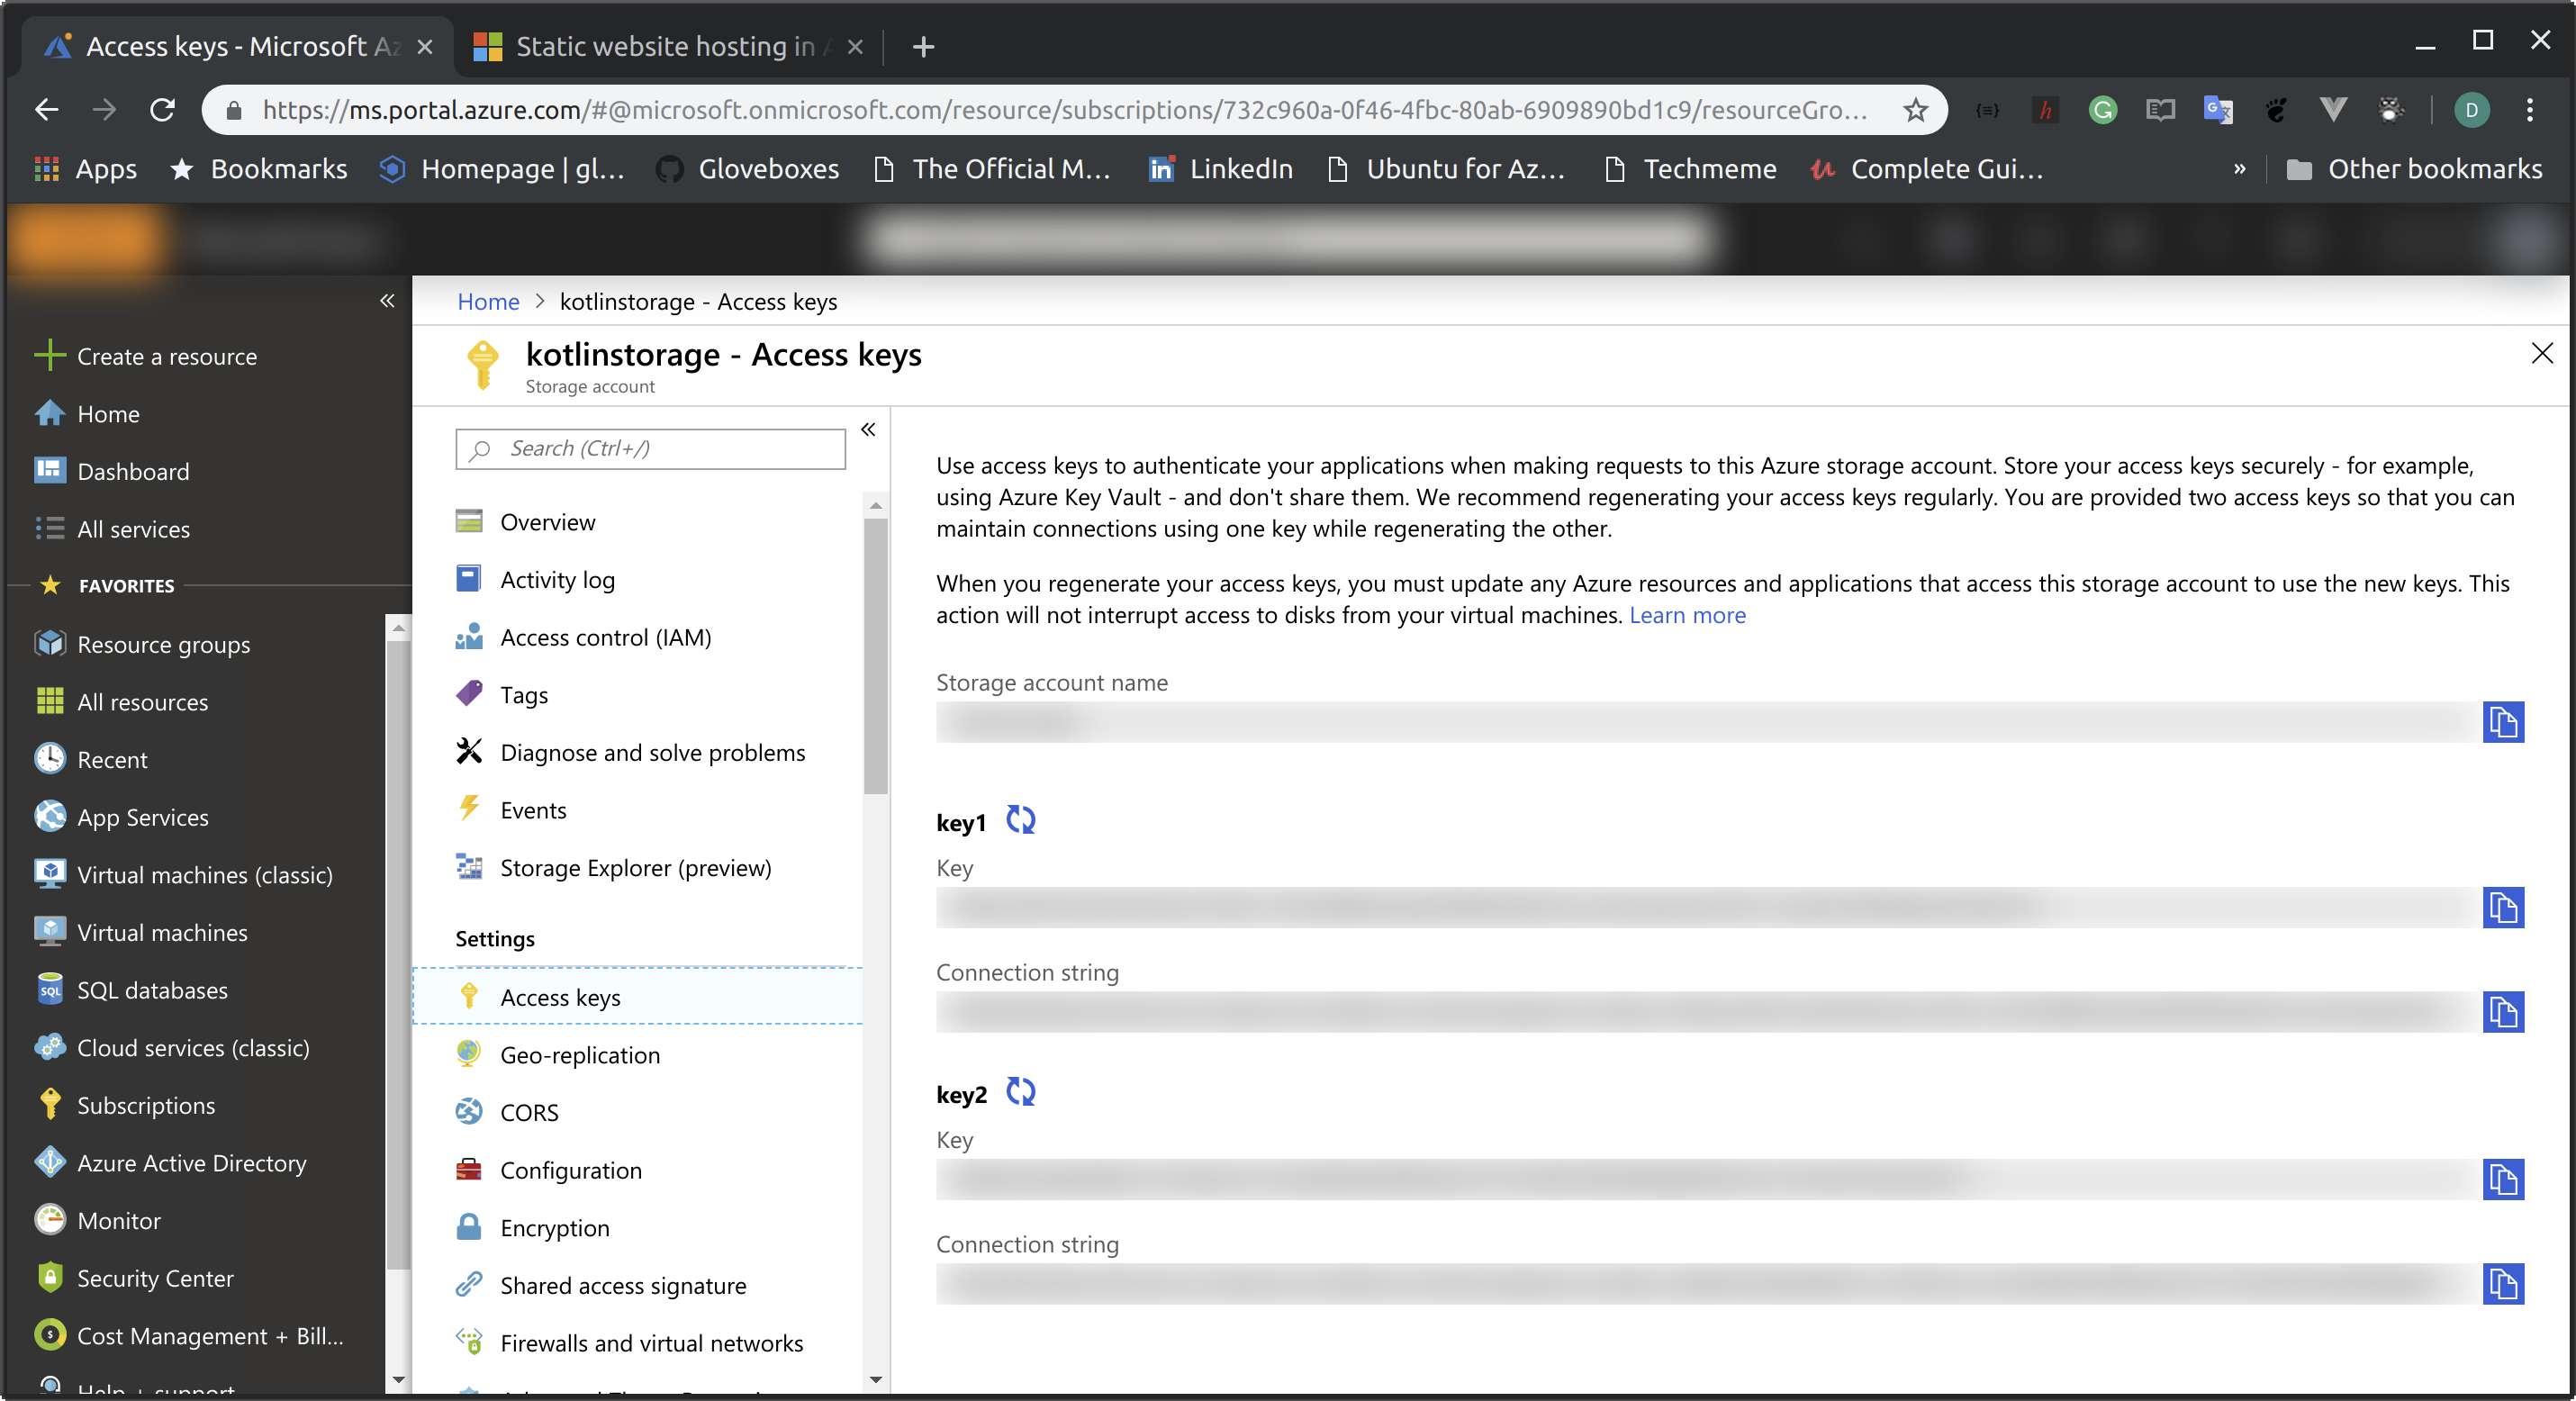 Access keys - Microsoft Az
Static website hosting in A
https://ms.portal.azure.com/#@microsoft.onmicrosoft.com/resource/subscriptions/732c960a-0f46-4fbc-80ab-6909890bd1c9/resourceGro...
D
Apps
Bookmarks
Homepage | gl...
Gloveboxes
The Official M...
LinkedIn
Ubuntu for Az...
Techmeme
Complete Gui...
»
Other bookmarks
Create a resource
Home
Dashboard
All services
FAVORITES
Resource groups
All resources
Recent
App Services
Virtual machines (classic)
Virtual machines
SQL databases
Cloud services (classic)
Subscriptions
Azure Active Directory
Monitor
Security Center
Cost Management + Bill...
Help + support
Home > kotlinstorage - Access keys
kotlinstorage - Access keys
Storage account
Search (Ctrl+/)
Overview
Activity log
Access control (IAM)
Tags
Diagnose and solve problems
Events
Storage Explorer (preview)
Settings
Access keys
Geo-replication
CORS
Configuration
Encryption
Shared access signature
Firewalls and virtual networks
Use access keys to authenticate your applications when making requests to this Azure storage account. Store your access keys securely - for example,
using Azure Key Vault - and don't share them. We recommend regenerating your access keys regularly. You are provided two access keys so that you can
maintain connections using one key while regenerating the other.
When you regenerate your access keys, you must update any Azure resources and applications that access this storage account to use the new keys. This
action will not interrupt access to disks from your virtual machines. Learn more
Storage account name
key1
Key
Connection string
key2
Key
Connection string